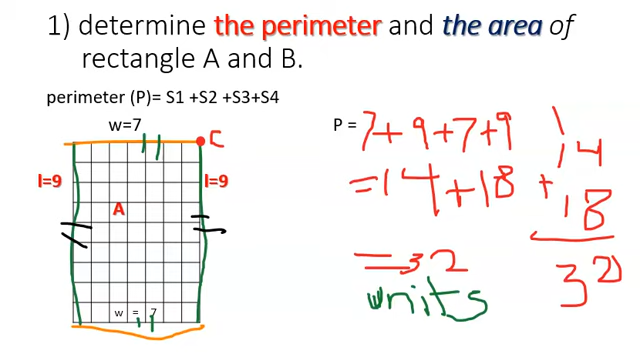 1) determine the perimeter and the area of
rectangle A and B.
perimeter (P)= S1 +S2 +S3+S4
w=7
C
l=9
l=9
A
w = 7
P = 7+9+7+9
=14+18
=32
units
1
14
+
18
32